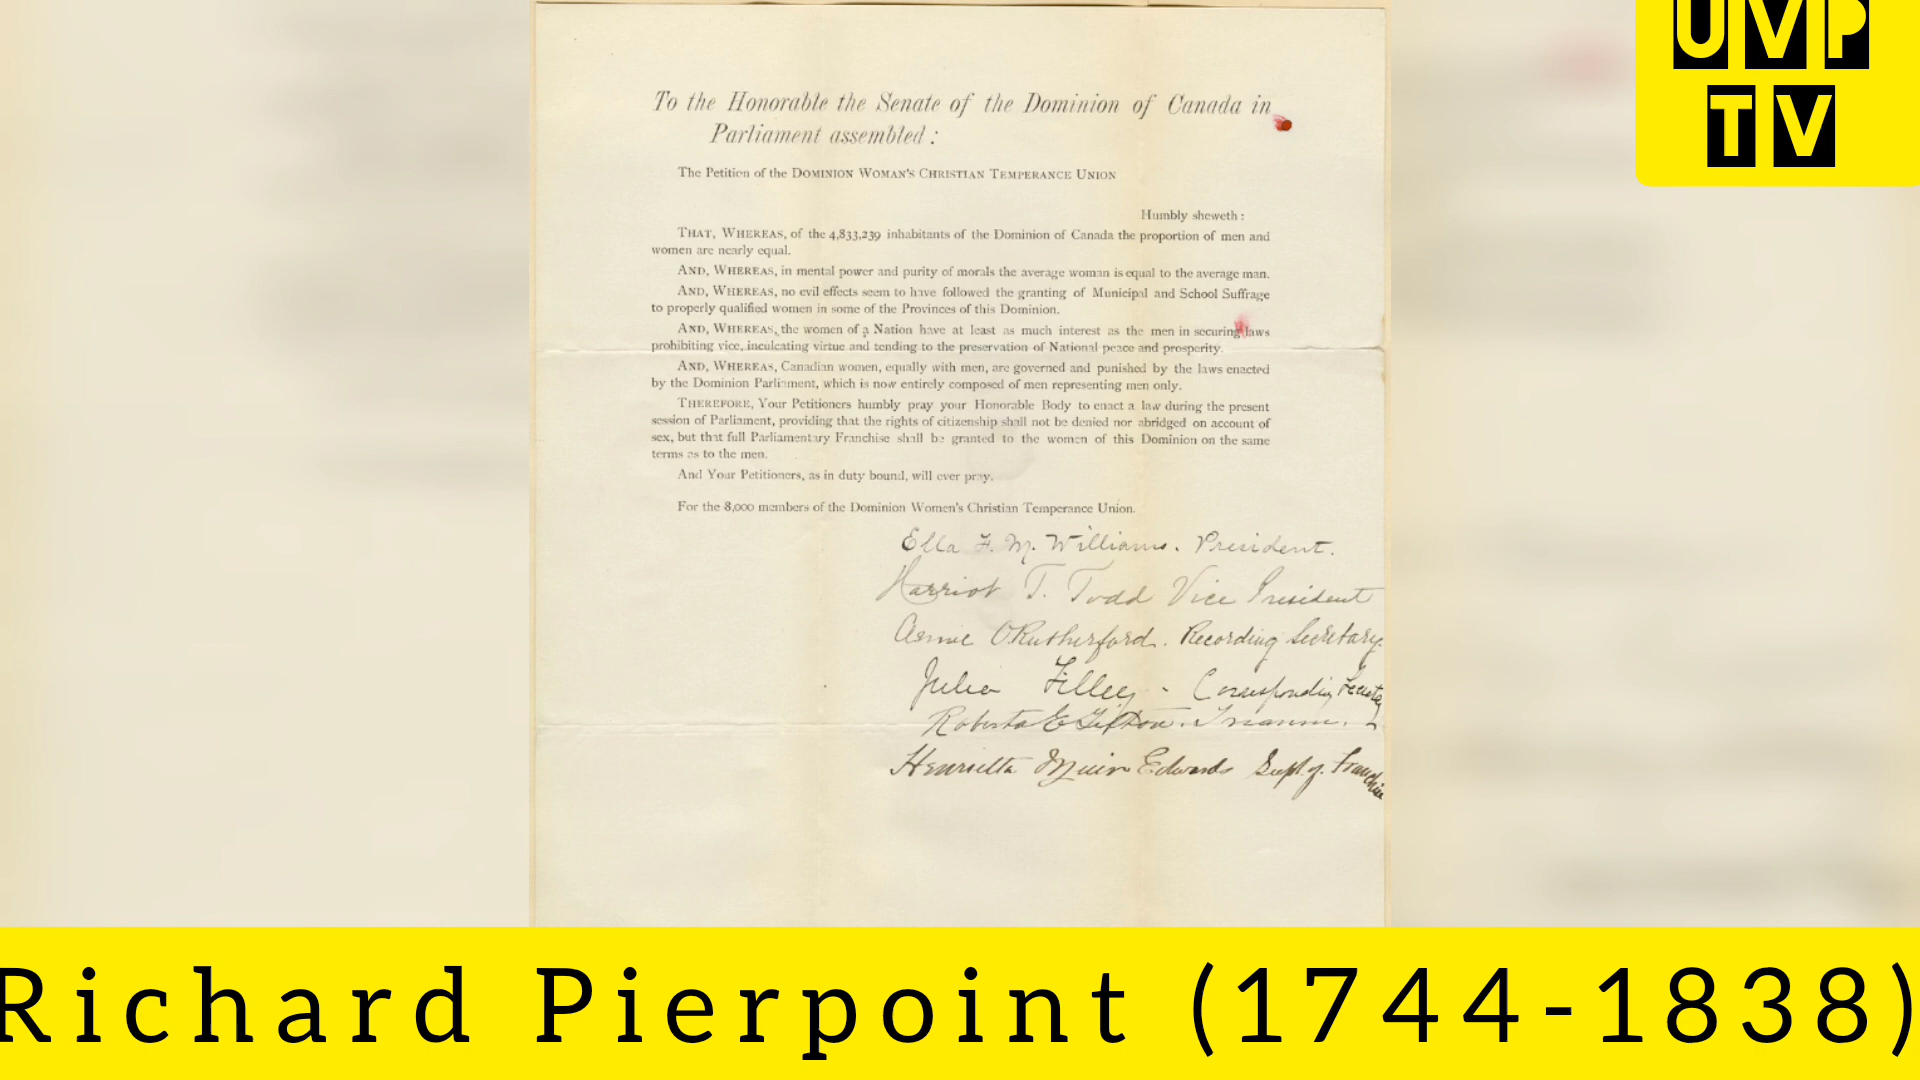 UVP
TV
To the Honorable the Senate of the Dominion of Canada in
Parliament assembled :
The Petition of the DOMINION WOMAN'S CHRISTIAN TEMPERANCE UNION
Humbly sheweth :
THAT, WHEREAS, of the 4,833,239 inhabitants of the Dominion of Canada the proportion of men and
women are nearly equal.
AND, WHEREAS, in mental power and purity of morals the average woman is equal to the average man.
AND, WHEREAS, no evil effects seem to have followed the granting of Municipal and School Suffrage
to properly qualified women in some of the Provinces of this Dominion.
AND, WHEREAS, the women of a Nation have at least as much interest as the men in securing laws
prohibiting vice, inculcating virtue and tending to the preservation of National peace and prosperity.
AND, WHEREAS, Canadian women, equally with men, are governed and punished by the laws enacted
by the Dominion Parliament, which is now entirely composed of men representing men only.
THEREFORE, Your Petitioners humbly pray your Honorable Body to enact a law during the present
session of Parliament, providing that the rights of citizenship shall not be denied nor abridged on account of
sex, but that full Parliamentary Franchise shall be granted to the women of this Dominion on the same
terms as to the men.
And Your Petitioners, as in duty bound, will ever pray.
For the 8,000 members of the Dominion Women's Christian Temperance Union.
Ella F. M. Williams. President.
Harriot T. Todd Vice President
Annie O Rutherford. Recording Secretary.
Julia Tilley - Corresponding Secretary
Roberta E Tilton.
Henrietta Muir Edwards Supt. of. Franchise
Richard Pierpoint (1744-1838)